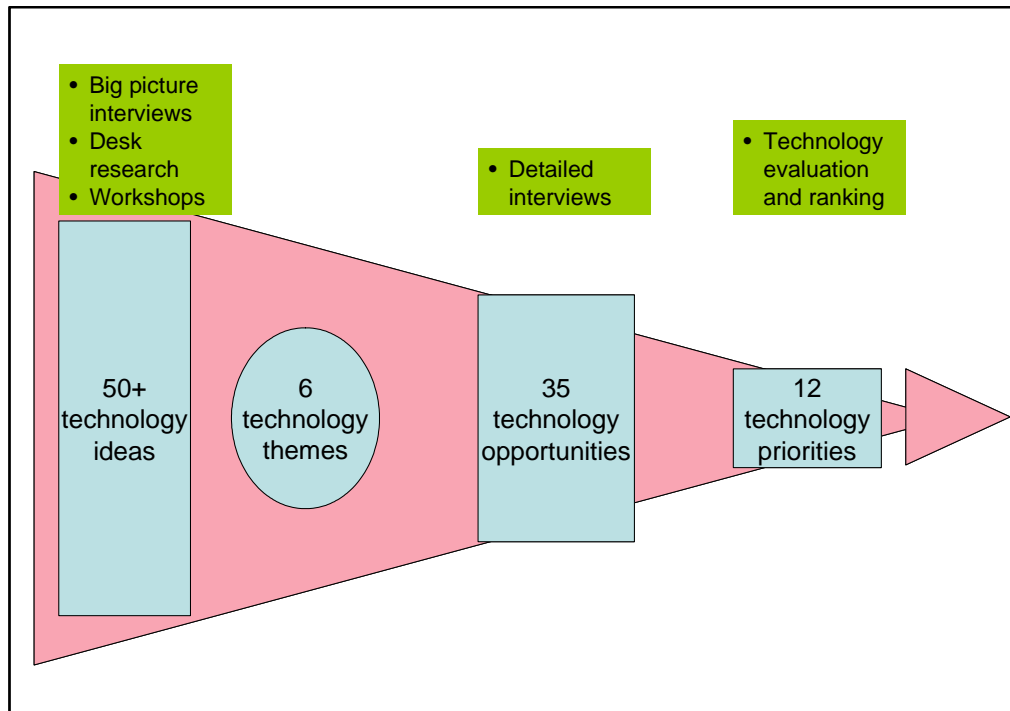 • Big picture
interviews
• Desk
research
• Workshops
• Detailed
interviews
• Technology
evaluation
and ranking
50+
technology
ideas
6
technology
themes
35
technology
opportunities
12
technology
priorities